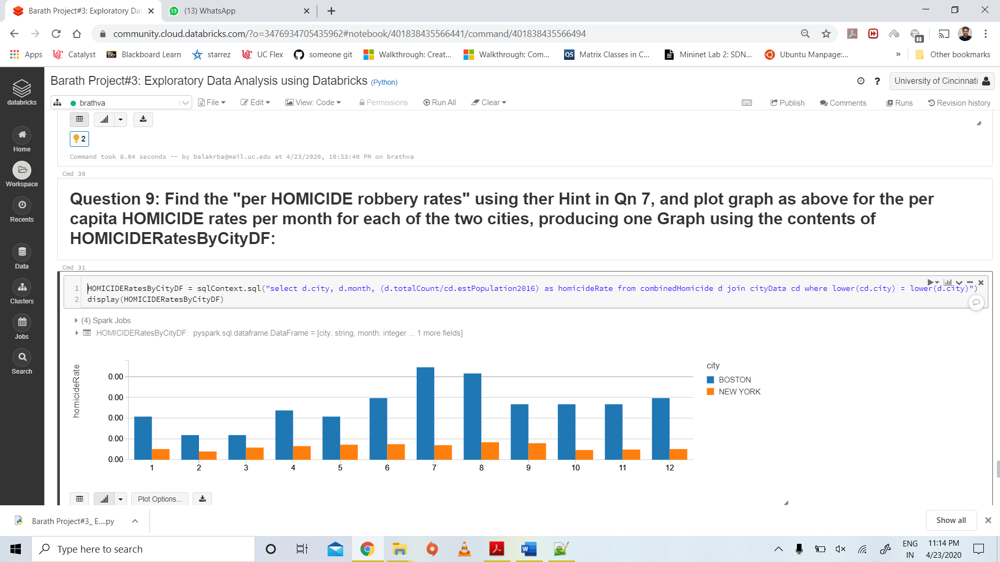 Barath Project#3: Exploratory Dat
13 (13) WhatsApp
community.cloud.databricks.com/?o=3476934705435962#notebook/401838435566441/command/401838435566494
Apps Catalyst Bb Blackboard Learn starrez UC Flex someone git Walkthrough: Creat... Walkthrough: Com... QS Matrix Classes in C... Mininet Lab 2: SDN... Ubuntu Manpage:... » Other bookmarks
databricks
Home
Workspace
Recents
Data
Clusters
Jobs
Search
Barath Project#3: Exploratory Data Analysis using Databricks (Python)
? University of Cincinnati
brathva File Edit View: Code Permissions Run All Clear Publish Comments Runs Revision history
2
Command took 8.04 seconds -- by balakrba@mail.uc.edu at 4/23/2020, 10:53:40 PM on brathva
Cmd 30
Question 9: Find the "per HOMICIDE robbery rates" using ther Hint in Qn 7, and plot graph as above for the per
capita HOMICIDE rates per month for each of the two cities, producing one Graph using the contents of
HOMICIDERatesByCityDF:
Cmd 31
1 HOMICIDERatesByCityDF = sqlContext.sql("select d.city, d.month, (d.totalCount/cd.estPopulation2016) as homicideRate from combinedHomicide d join cityData cd where lower(cd.city) = lower(d.city)")
2 display(HOMICIDERatesByCityDF)
(4) Spark Jobs
HOMICIDERatesByCityDF: pyspark.sql.dataframe.DataFrame = [city: string, month: integer ... 1 more fields]
homicideRate
0.00
0.00
0.00
0.00
0.00
1 2 3 4 5 6 7 8 9 10 11 12
city
BOSTON
NEW YORK
Plot Options...
Barath Project#3_ E....py
Show all
Type here to search
ENG
IN
11:14 PM
4/23/2020